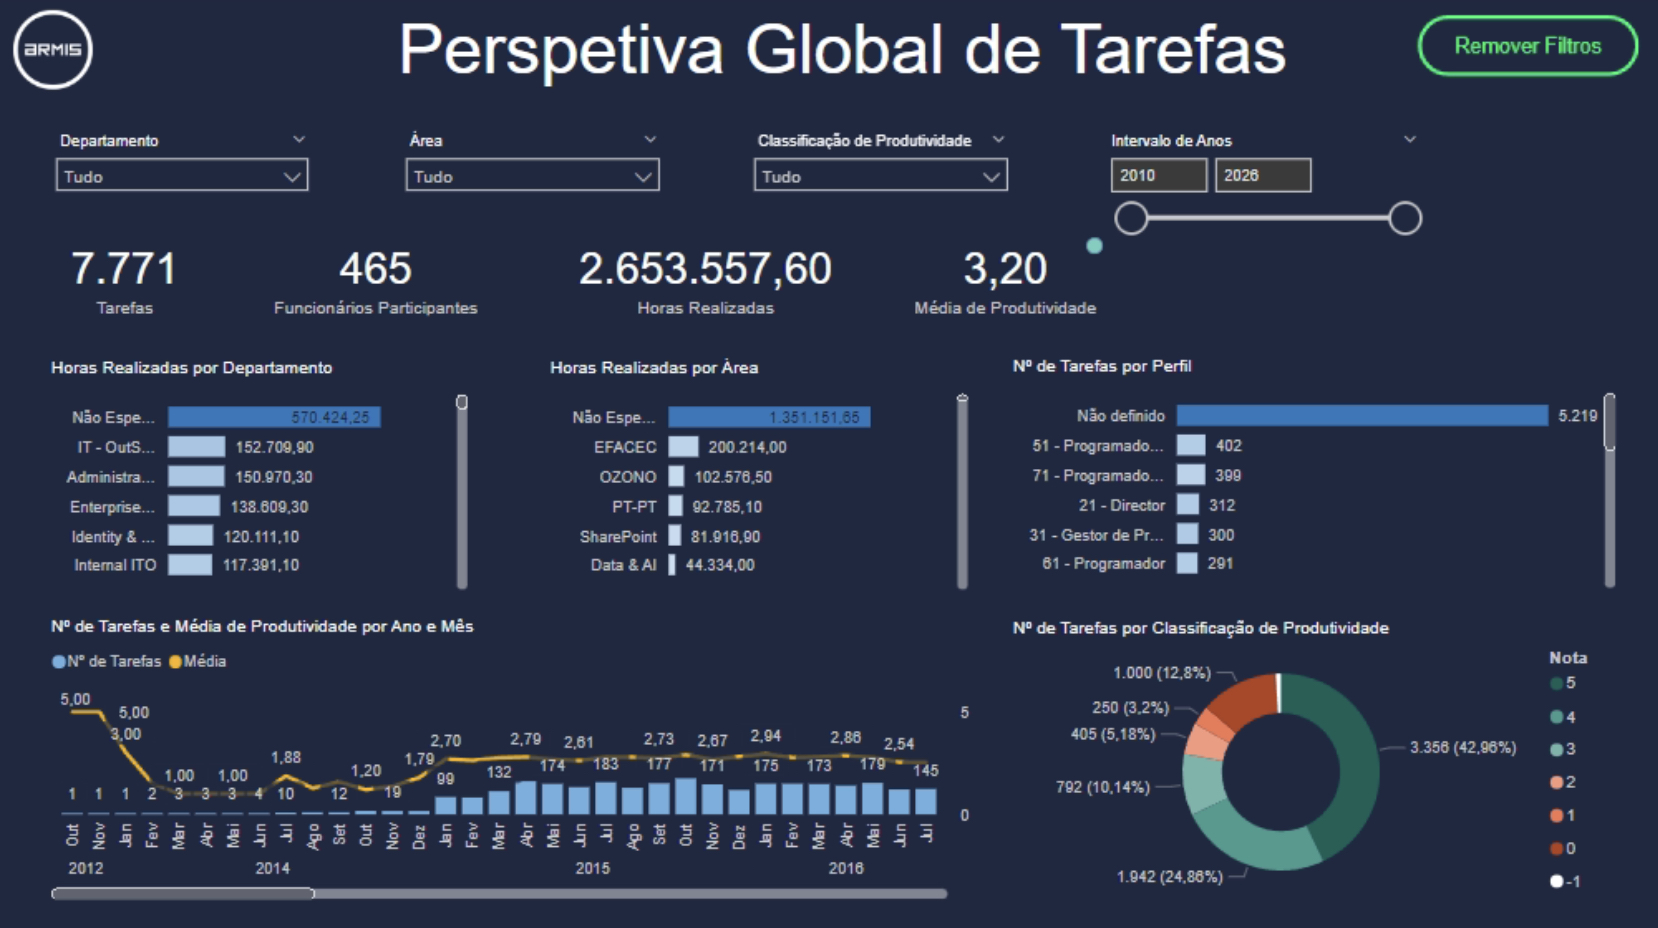 ARMIS
Perspetiva Global de Tarefas
Remover Filtros
Departamento
Tudo
Área
Tudo
Classificação de Produtividade
Tudo
Intervalo de Anos
2010 2026
7.771
Tarefas
465
Funcionários Participantes
2.653.557,60
Horas Realizadas
3,20
Média de Produtividade
Horas Realizadas por Departamento
Não Espe... 570.424,25
IT - OutS... 152.709,90
Administra... 150.970,30
Enterprise... 138.609,30
Identity & ... 120.111,10
Internal ITO 117.391,10
Horas Realizadas por Área
Não Espe... 1.351.151,65
EFACEC 200.214,00
OZONO 102.576,50
PT-PT 92.785,10
SharePoint 81.916,90
Data & AI 44.334,00
Nº de Tarefas por Perfil
Não definido 5.219
51 - Programado... 402
71 - Programado... 399
21 - Director 312
31 - Gestor de Pr... 300
61 - Programador 291
Nº de Tarefas e Média de Produtividade por Ano e Mês
Nº de Tarefas Média
5,00 5,00 3,00 1,00 1,00 1,88 1,20 1,79 2,70 2,79 2,61 2,73 2,67 2,94 2,86 2,54
1 1 1 2 3 3 3 4 10 12 19 99 132 174 183 177 171 175 173 179 145
5
0
Out Nov Jan Fev Mar Abr Mai Jun Jul Ago Set Out Nov Dez Jan Fev Mar Abr Mai Jun Jul Ago Set Out Nov Dez Jan Fev Mar Abr Mai Jun Jul
2012 2014 2015 2016
Nº de Tarefas por Classificação de Produtividade
1.000 (12,8%)
250 (3,2%)
405 (5,18%)
792 (10,14%)
1.942 (24,86%)
3.356 (42,96%)
Nota
5
4
3
2
1
0
-1